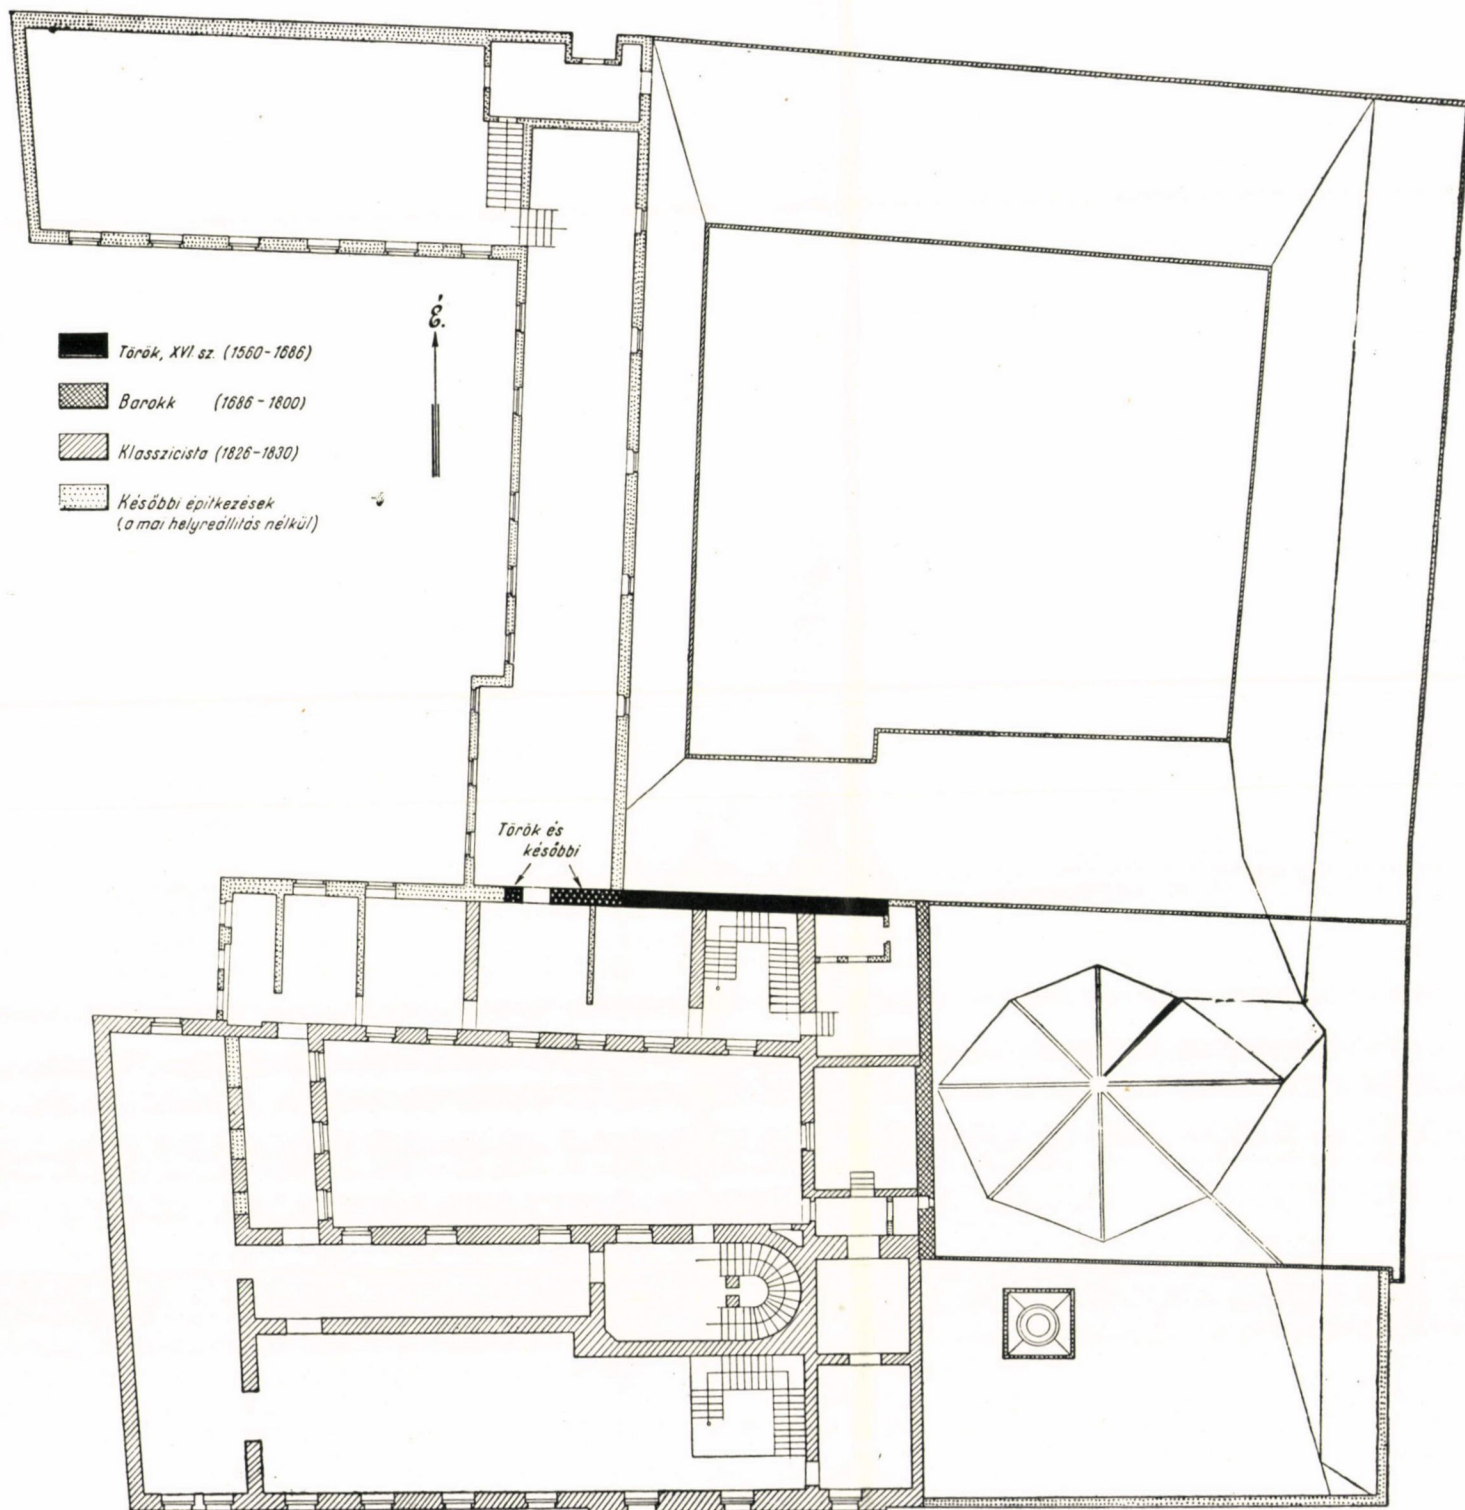 É.
Török, XVI. sz. (1560-1686)
Barokk (1686-1800)
Klasszicista (1826-1830)
Későbbi építkezések
(a mai helyreállítás nélkül)
Török és
későbbi